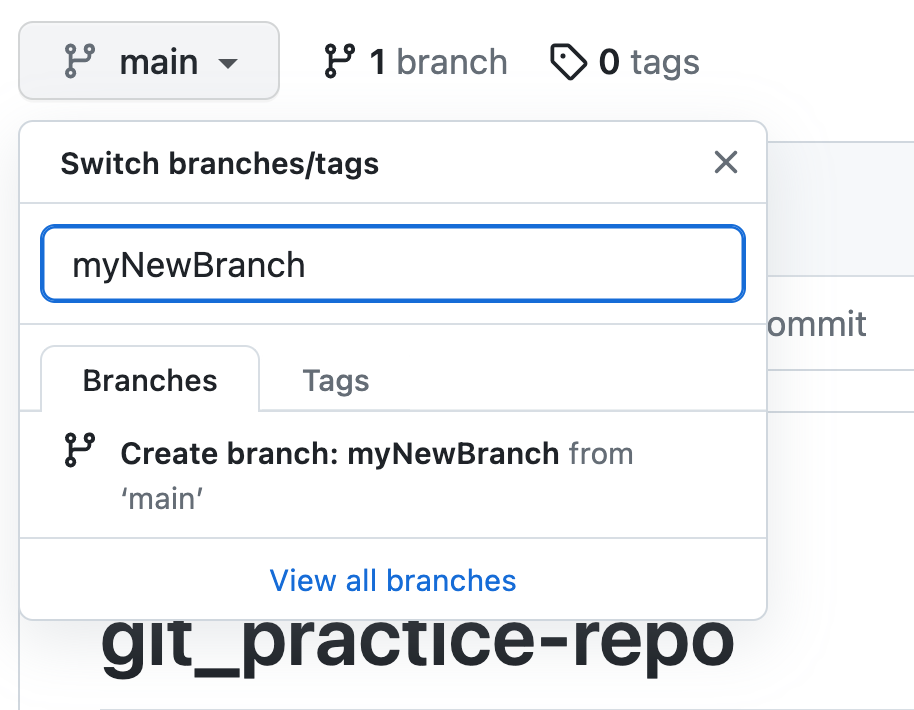 main
1 branch
0 tags
Switch branches/tags
myNewBranch
ommit
Branches
Tags
Create branch: myNewBranch from
‘main’
View all branches
git_practice-repo